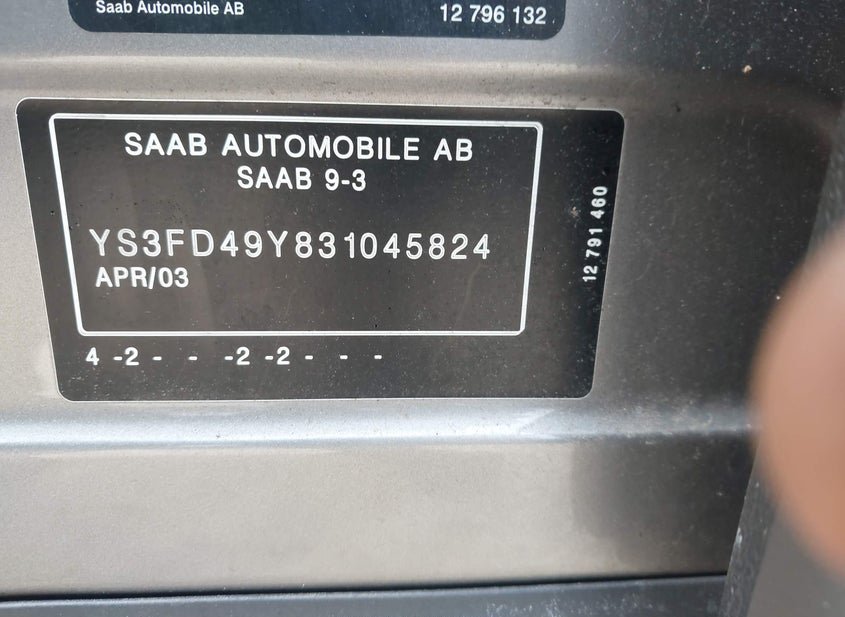 Saab Automobile AB
12 796 132
SAAB AUTOMOBILE AB
SAAB 9-3
YS3FD49Y831045824
APR/03
12 791 460
4 -2 - - -2 -2 - - -